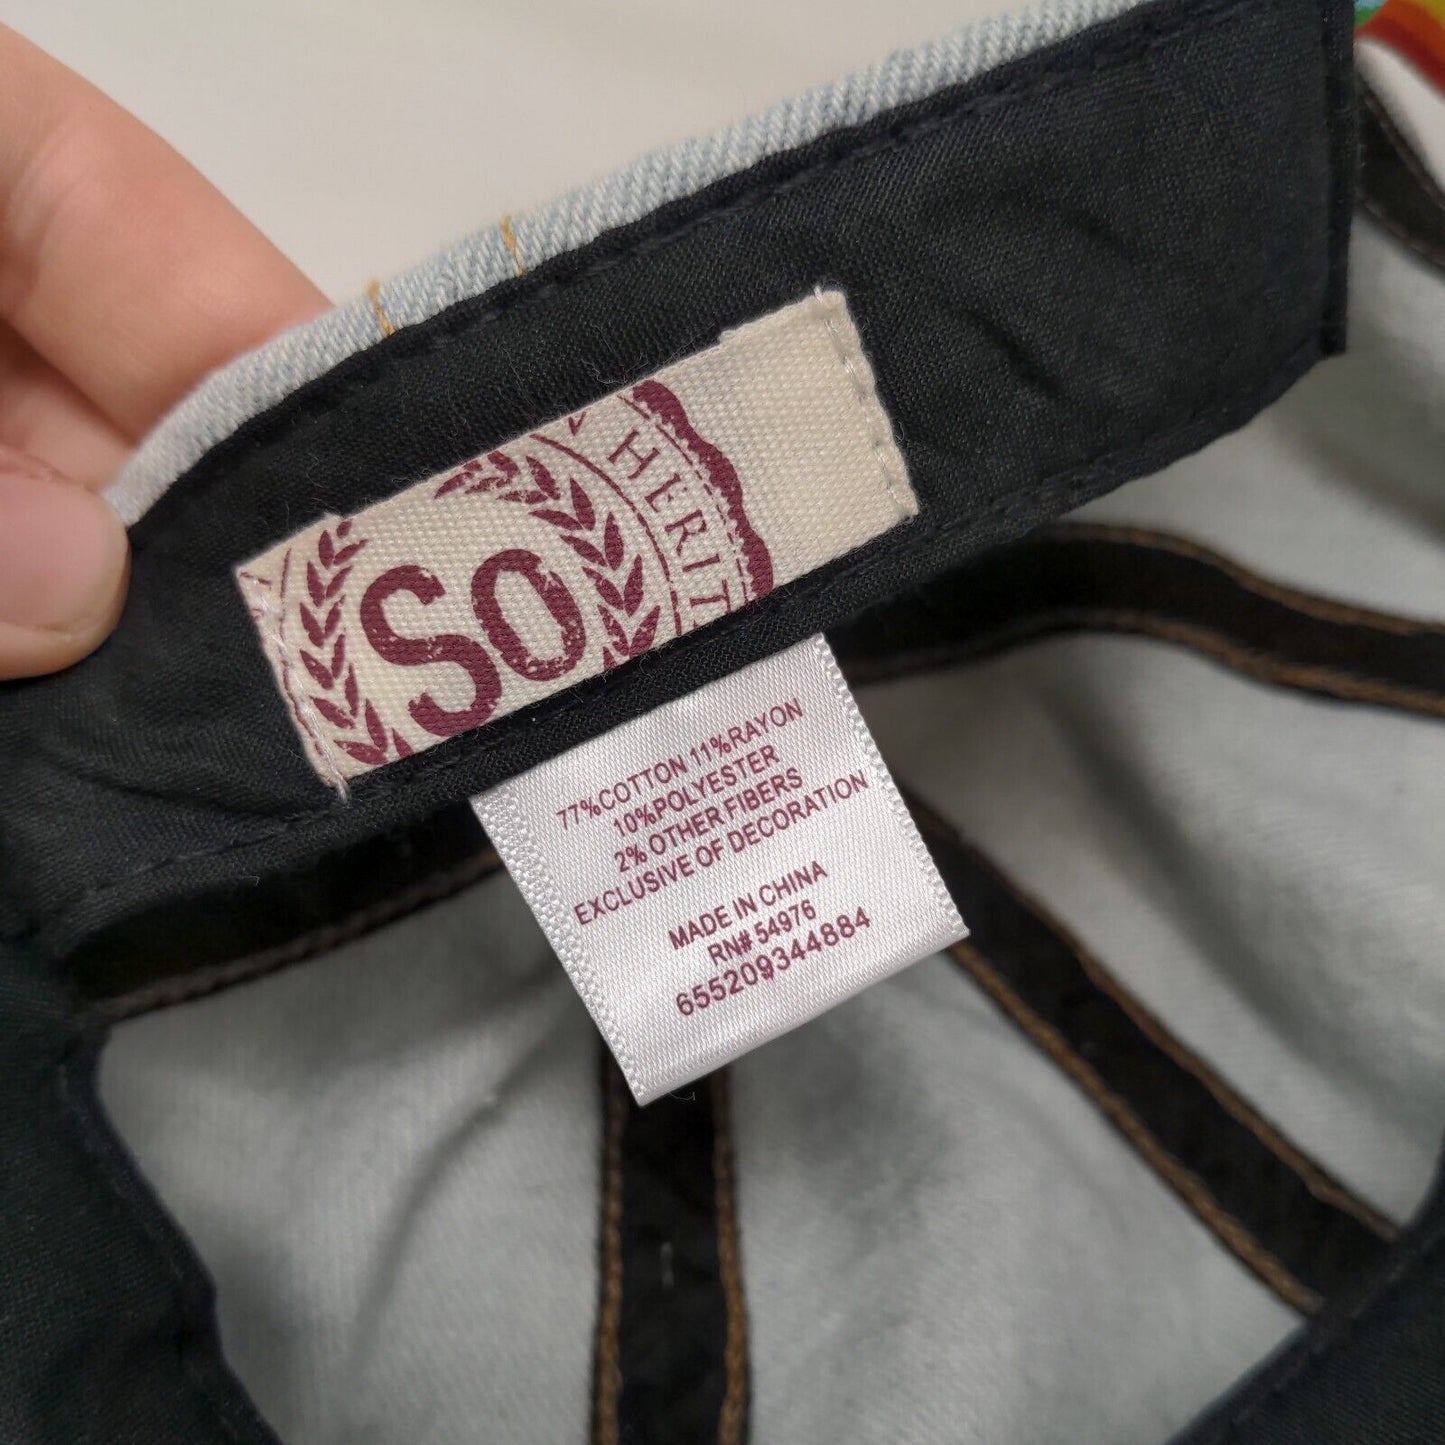 SO
HERIT
77%COTTON 11%RAYON
10%POLYESTER
2% OTHER FIBERS
EXCLUSIVE OF DECORATION
MADE IN CHINA
RN# 54976
655209344884